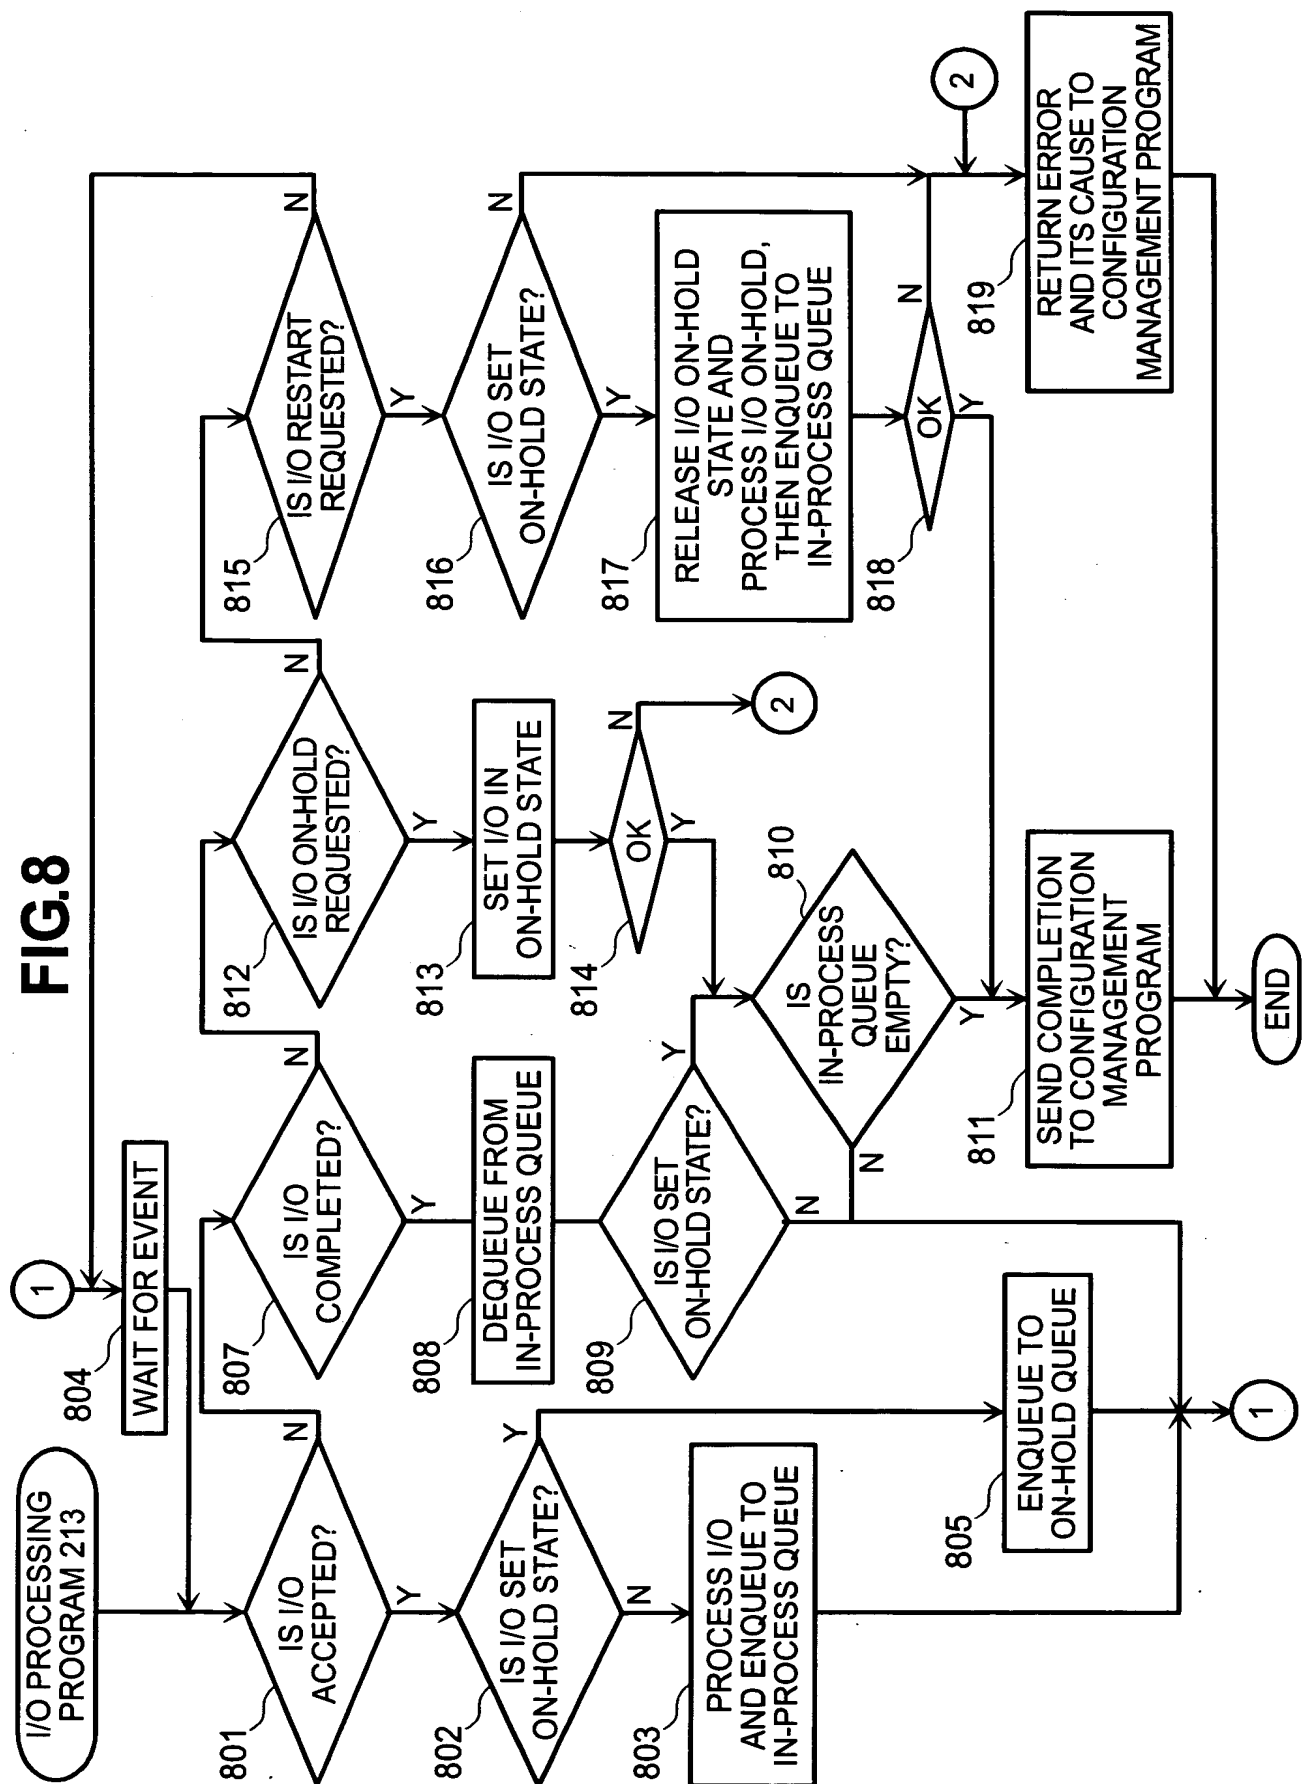 FIG.8
I/O PROCESSING
PROGRAM 213
1
804
WAIT FOR EVENT
801
IS I/O
ACCEPTED?
N
Y
802
IS I/O SET
ON-HOLD STATE?
Y
N
803
PROCESS I/O
AND ENQUEUE TO
IN-PROCESS QUEUE
805
ENQUEUE TO
ON-HOLD QUEUE
1
807
IS I/O
COMPLETED?
N
Y
808
DEQUEUE FROM
IN-PROCESS QUEUE
809
IS I/O SET
ON-HOLD STATE?
Y
N
810
IS
IN-PROCESS
QUEUE
EMPTY?
N
Y
811
SEND COMPLETION
TO CONFIGURATION
MANAGEMENT
PROGRAM
END
812
IS I/O ON-HOLD
REQUESTED?
N
Y
813
SET I/O IN
ON-HOLD STATE
814
OK
N
Y
2
815
IS I/O RESTART
REQUESTED?
N
Y
816
IS I/O SET
ON-HOLD STATE?
N
Y
817
RELEASE I/O ON-HOLD
STATE AND
PROCESS I/O ON-HOLD,
THEN ENQUEUE TO
IN-PROCESS QUEUE
818
OK
N
Y
2
819
RETURN ERROR
AND ITS CAUSE TO
CONFIGURATION
MANAGEMENT PROGRAM